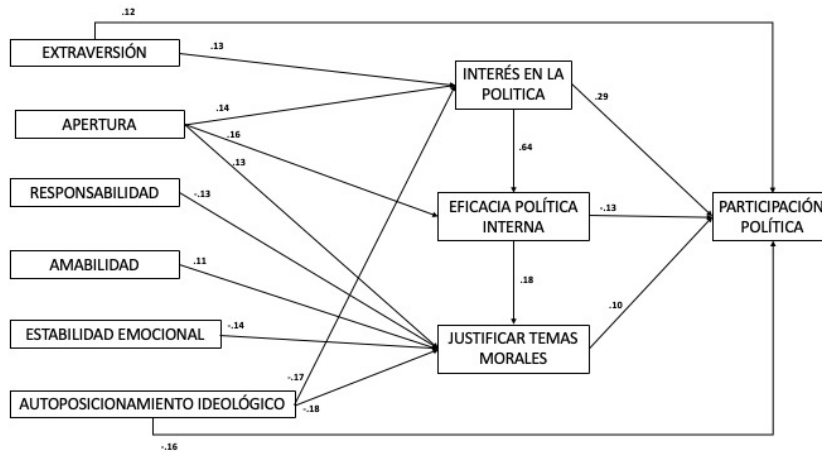 .12
EXTRAVERSIÓN
.13
INTERÉS EN LA
POLITICA
.14
.29
APERTURA
.16
.13
.64
RESPONSABILIDAD
-.13
EFICACIA POLÍTICA
INTERNA
-.13
PARTICIPACIÓN
POLÍTICA
AMABILIDAD
.11
.18
.10
ESTABILIDAD EMOCIONAL
-.14
JUSTIFICAR TEMAS
MORALES
-.17
AUTOPOSICIONAMIENTO IDEOLÓGICO
-.18
-.16